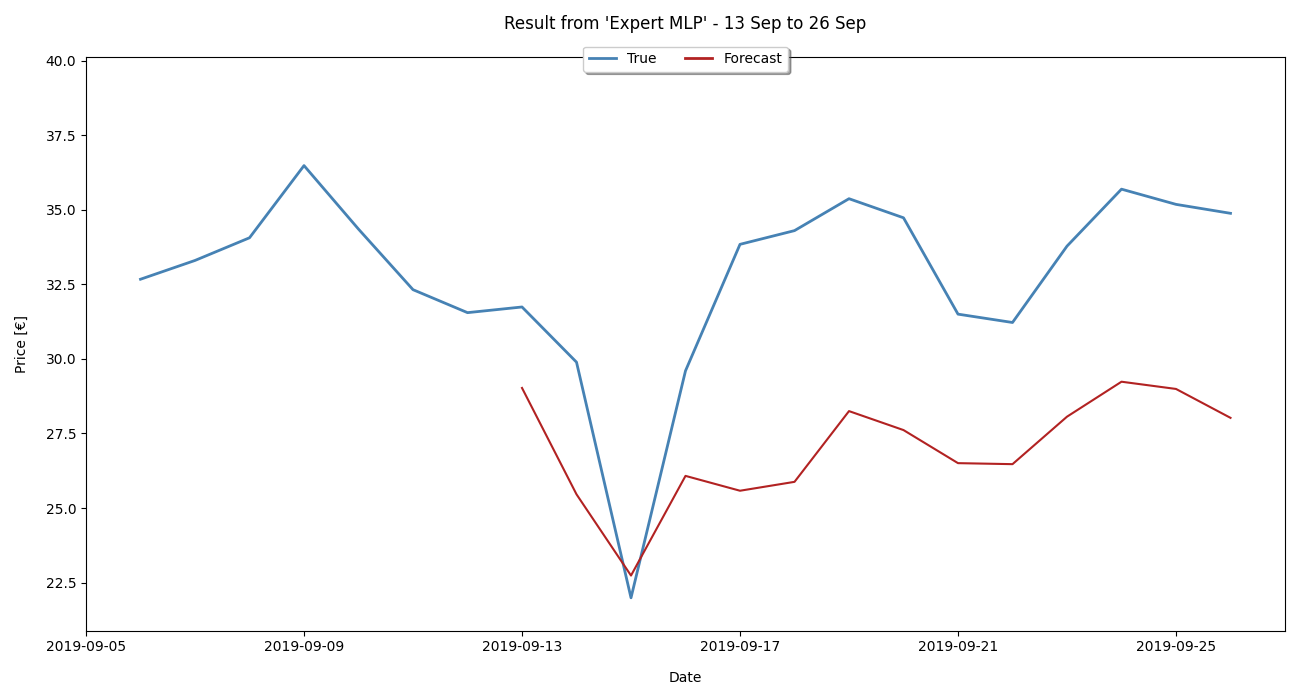 Result from 'Expert MLP' - 13 Sep to 26 Sep
True Forecast
40.0
37.5
35.0
32.5
30.0
27.5
25.0
22.5
Price [€]
2019-09-05 2019-09-09 2019-09-13 2019-09-17 2019-09-21 2019-09-25
Date